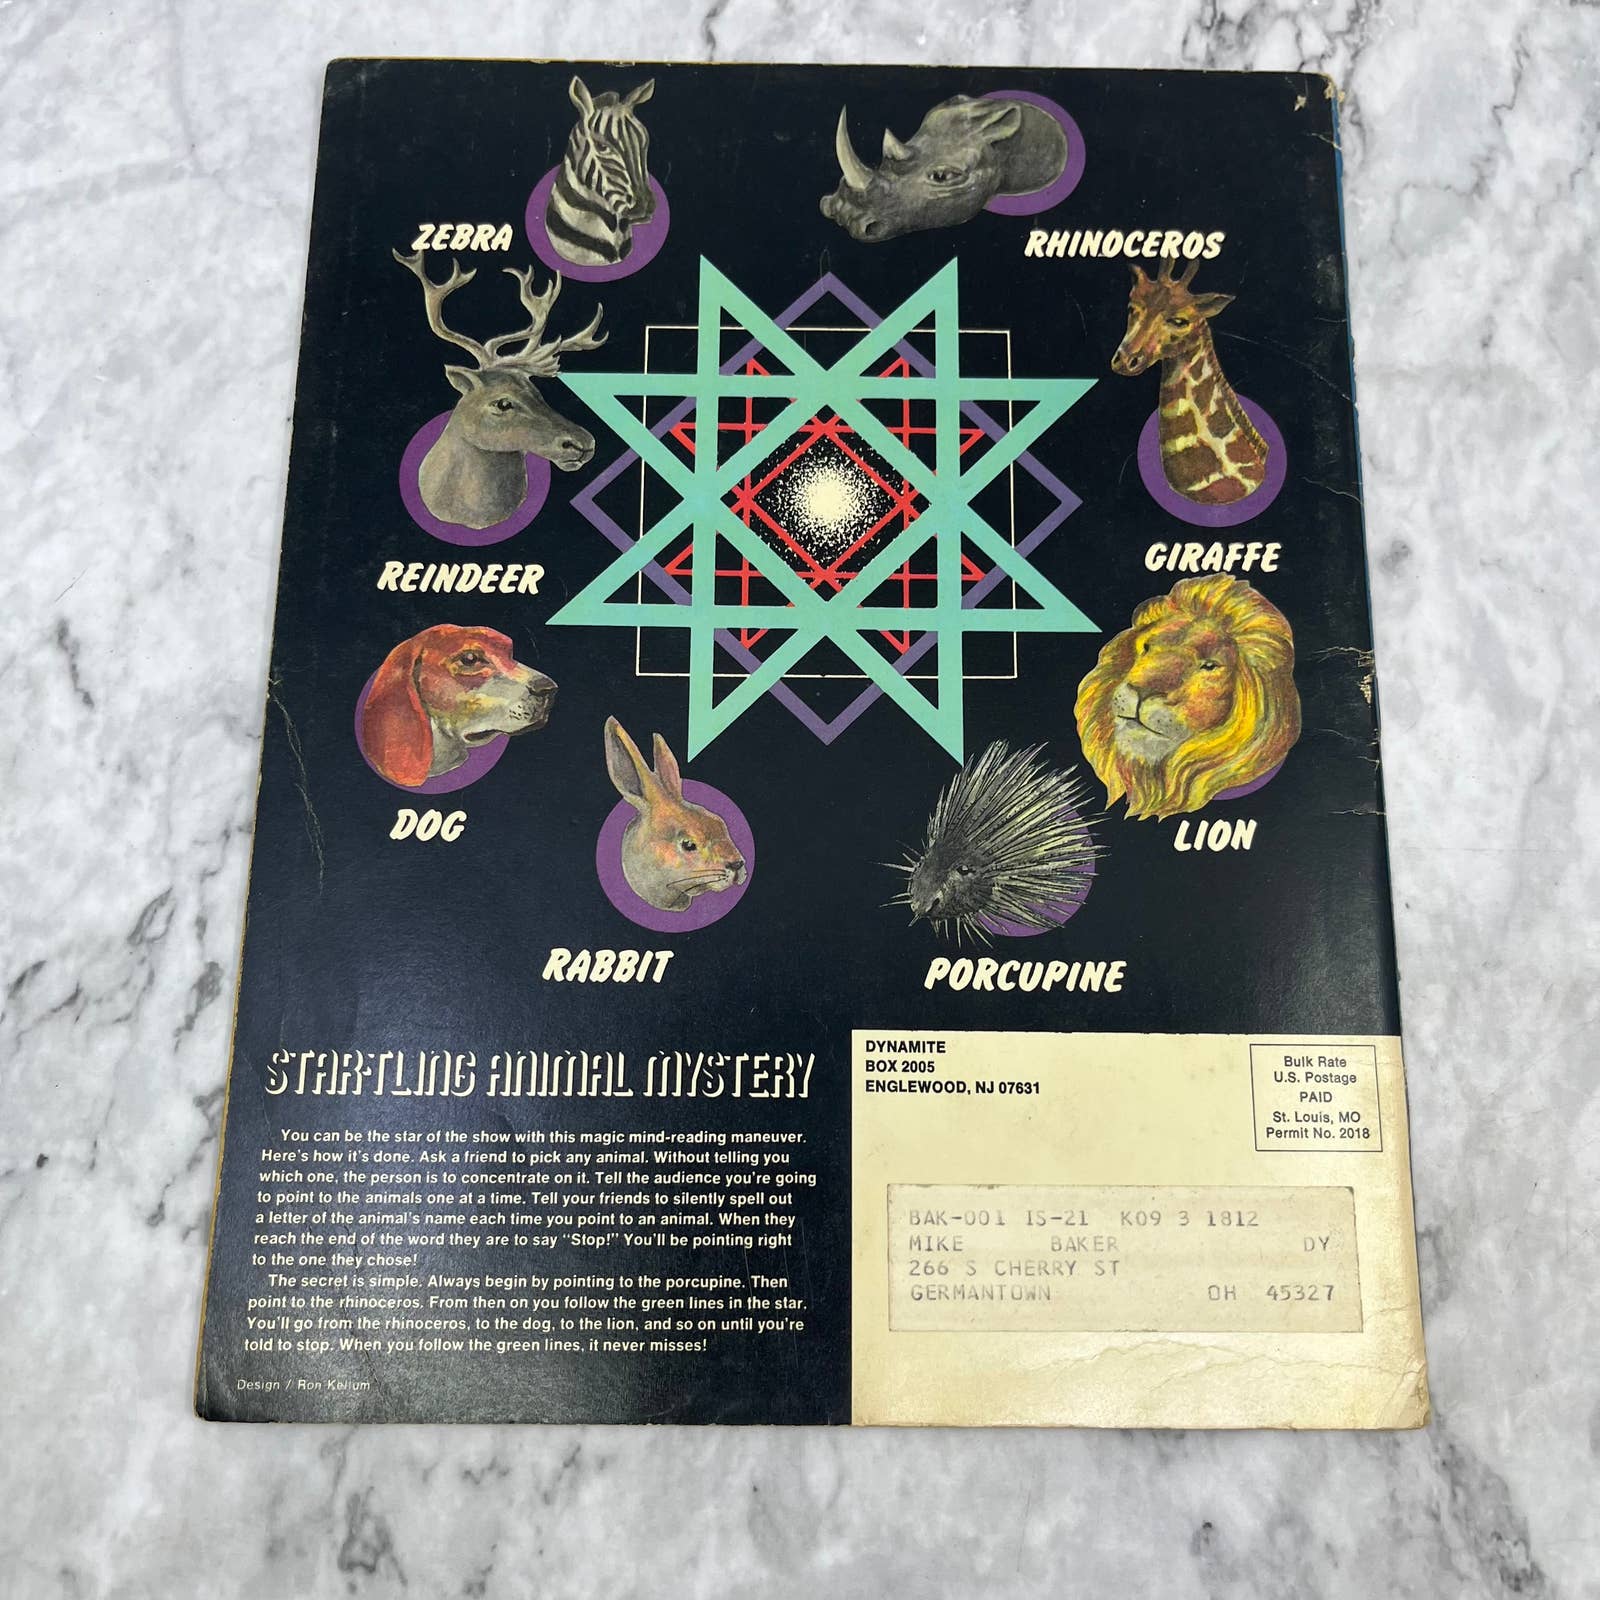 ZEBRA
RHINOCEROS
REINDEER
GIRAFFE
DOG
LION
RABBIT
PORCUPINE
STAR-TLING ANIMAL MYSTERY
You can be the star of the show with this magic mind-reading maneuver.
Here's how it's done. Ask a friend to pick any animal. Without telling you
which one, the person is to concentrate on it. Tell the audience you're going
to point to the animals one at a time. Tell your friends to silently spell out
a letter of the animal's name each time you point to an animal. When they
reach the end of the word they are to say "Stop!" You'll be pointing right
to the one they chose!
The secret is simple. Always begin by pointing to the porcupine. Then
point to the rhinoceros. From then on you follow the green lines in the star.
You'll go from the rhinoceros, to the dog, to the lion, and so on until you're
told to stop. When you follow the green lines, it never misses!
Design / Ron Kellum
DYNAMITE
BOX 2005
ENGLEWOOD, NJ 07631
Bulk Rate
U.S. Postage
PAID
St. Louis, MO
Permit No. 2018
BAK-001 IS-21 K09 3 1812
MIKE BAKER DY
266 S CHERRY ST
GERMANTOWN OH 45327